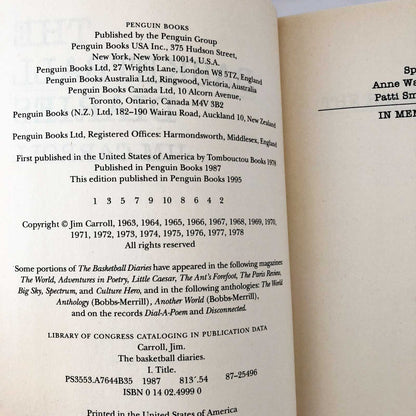 PENGUIN BOOKS
Published by the Penguin Group
Penguin Books USA Inc., 375 Hudson Street,
New York, New York 10014, U.S.A.
Penguin Books Ltd, 27 Wrights Lane, London W8 5TZ, England
Penguin Books Australia Ltd, Ringwood, Victoria, Australia
Penguin Books Canada Ltd, 10 Alcorn Avenue,
Toronto, Ontario, Canada M4V 3B2
Penguin Books (N.Z.) Ltd, 182–190 Wairau Road, Auckland 10, New Zealand
Penguin Books Ltd, Registered Offices: Harmondsworth, Middlesex, England
First published in the United States of America by Tombouctou Books 1978
Published in Penguin Books 1987
This edition published in Penguin Books 1995
1 3 5 7 9 10 8 6 4 2
Copyright © Jim Carroll, 1963, 1964, 1965, 1966, 1967, 1968, 1969, 1970,
1971, 1972, 1973, 1974, 1975, 1976, 1977, 1978
All rights reserved
Some portions of The Basketball Diaries have appeared in the following magazines:
The World, Adventures in Poetry, Little Caesar, The Ant's Forefoot, The Paris Review,
Big Sky, Spectrum, and Culture Hero, and in the following anthologies: The World
Anthology (Bobbs-Merrill), Another World (Bobbs-Merrill),
and on the records Dial-A-Poem and Disconnected.
LIBRARY OF CONGRESS CATALOGING IN PUBLICATION DATA
Carroll, Jim.
The basketball diaries.
I. Title.
PS3553.A7644B35 1987 813'.54 87-25496
ISBN 0 14 02.4999 0
Printed in the United States of America
Sp
Anne Wa
Patti Sm
IN MEM